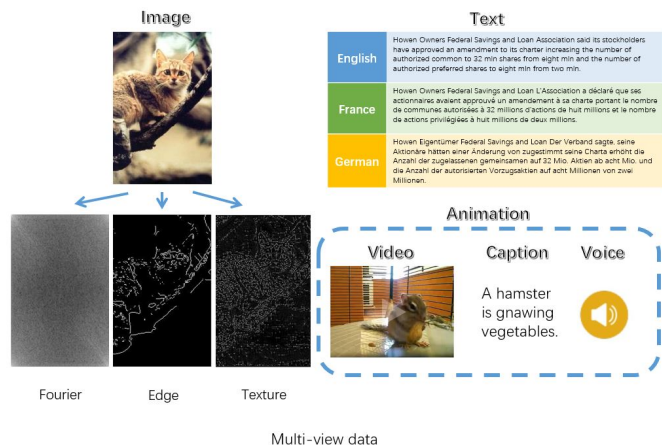 Image
Text
English
Howen Owners Federal Savings and Loan Association said its stockholders
have approved an amendment to its charter increasing the number of
authorized common to 32 mln shares from eight mln and the number of
authorized preferred shares to eight mln from two mln.
France
Howen Owners Federal Savings and Loan L'Association a déclaré que ses
actionnaires avaient approuvé un amendement à sa charte portant le nombre
de communes autorisées à 32 millions d'actions de huit millions et le nombre
de actions privilégiées à huit millions de deux millions.
German
Howen Eigentümer Federal Savings and Loan Der Verband sagte, seine
Aktionäre hätten einer Änderung von zugestimmt seine Charta erhöht die
Anzahl der zugelassenen gemeinsamen auf 32 Mio. Aktien ab acht Mio. und
die Anzahl der autorisierten Vorzugsaktien auf acht Millionen von zwei
Millionen.
Animation
Video
Caption
Voice
A hamster
is gnawing
vegetables.
Fourier
Edge
Texture
Multi-view data